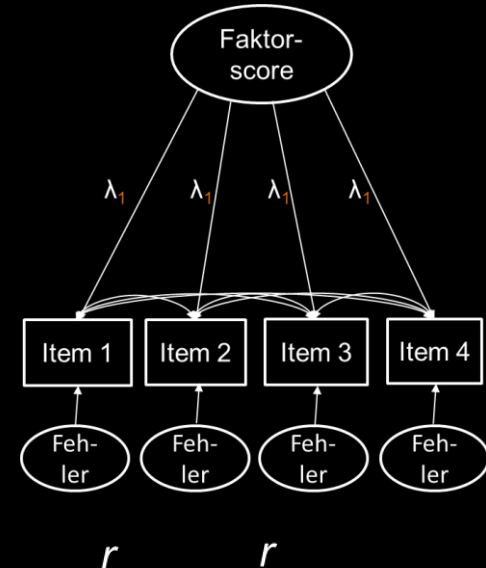 Faktor-
score
λ1 λ1 λ1 λ1
Item 1 Item 2 Item 3 Item 4
Feh-
ler
Feh-
ler
Feh-
ler
Feh-
ler
r r